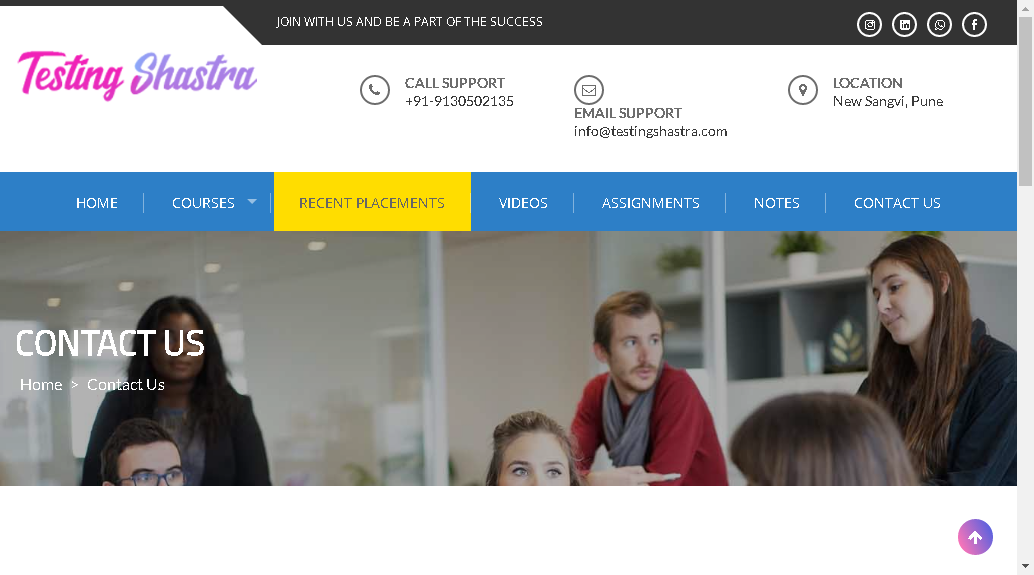 JOIN WITH US AND BE A PART OF THE SUCCESS
Testing Shastra
CALL SUPPORT
+91-9130502135
EMAIL SUPPORT
info@testingshastra.com
LOCATION
New Sangvi, Pune
HOME
COURSES
RECENT PLACEMENTS
VIDEOS
ASSIGNMENTS
NOTES
CONTACT US
CONTACT US
Home > Contact Us